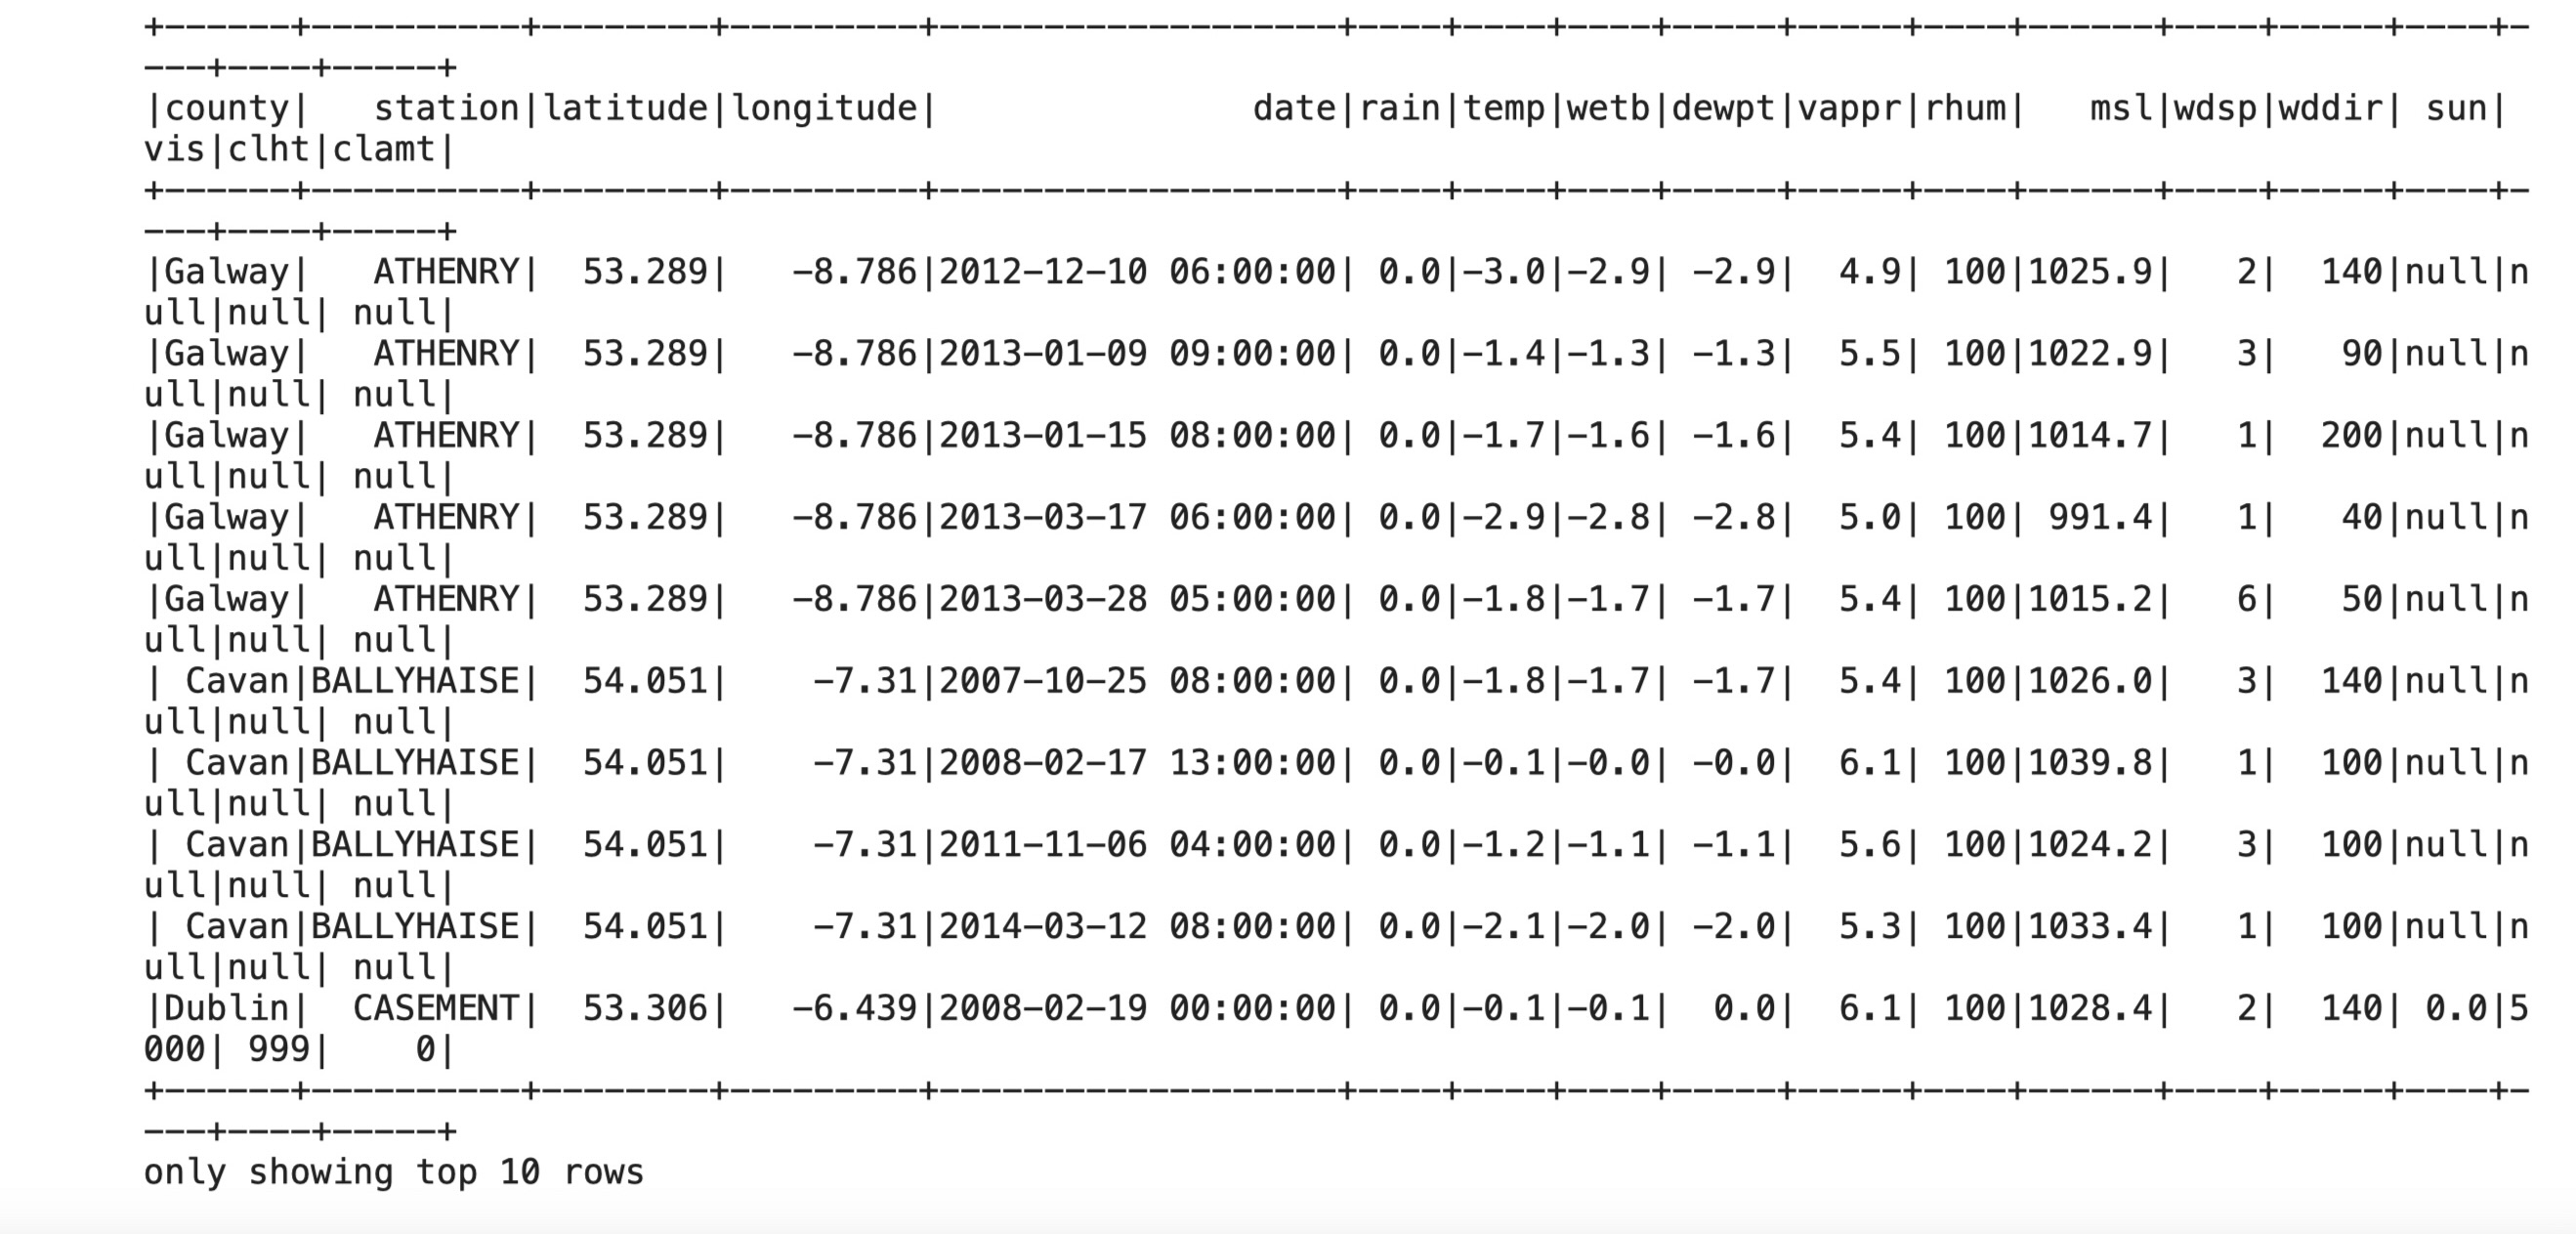 +------+----------+--------+---------+-------------------+----+----+----+-----+-----+----+------+----+-----+----+-
---+----+-----+
|county|   station|latitude|longitude|               date|rain|temp|wetb|dewpt|vappr|rhum|   msl|wdsp|wddir| sun|
vis|clht|clamt|
+------+----------+--------+---------+-------------------+----+----+----+-----+-----+----+------+----+-----+----+-
---+----+-----+
|Galway|   ATHENRY|  53.289|   -8.786|2012-12-10 06:00:00| 0.0|-3.0|-2.9| -2.9|  4.9| 100|1025.9|   2|  140|null|n
ull|null| null|
|Galway|   ATHENRY|  53.289|   -8.786|2013-01-09 09:00:00| 0.0|-1.4|-1.3| -1.3|  5.5| 100|1022.9|   3|   90|null|n
ull|null| null|
|Galway|   ATHENRY|  53.289|   -8.786|2013-01-15 08:00:00| 0.0|-1.7|-1.6| -1.6|  5.4| 100|1014.7|   1|  200|null|n
ull|null| null|
|Galway|   ATHENRY|  53.289|   -8.786|2013-03-17 06:00:00| 0.0|-2.9|-2.8| -2.8|  5.0| 100| 991.4|   1|   40|null|n
ull|null| null|
|Galway|   ATHENRY|  53.289|   -8.786|2013-03-28 05:00:00| 0.0|-1.8|-1.7| -1.7|  5.4| 100|1015.2|   6|   50|null|n
ull|null| null|
| Cavan|BALLYHAISE|  54.051|    -7.31|2007-10-25 08:00:00| 0.0|-1.8|-1.7| -1.7|  5.4| 100|1026.0|   3|  140|null|n
ull|null| null|
| Cavan|BALLYHAISE|  54.051|    -7.31|2008-02-17 13:00:00| 0.0|-0.1|-0.0| -0.0|  6.1| 100|1039.8|   1|  100|null|n
ull|null| null|
| Cavan|BALLYHAISE|  54.051|    -7.31|2011-11-06 04:00:00| 0.0|-1.2|-1.1| -1.1|  5.6| 100|1024.2|   3|  100|null|n
ull|null| null|
| Cavan|BALLYHAISE|  54.051|    -7.31|2014-03-12 08:00:00| 0.0|-2.1|-2.0| -2.0|  5.3| 100|1033.4|   1|  100|null|n
ull|null| null|
|Dublin|  CASEMENT|  53.306|   -6.439|2008-02-19 00:00:00| 0.0|-0.1|-0.1|  0.0|  6.1| 100|1028.4|   2|  140| 0.0|5
000| 999|    0|
+------+----------+--------+---------+-------------------+----+----+----+-----+-----+----+------+----+-----+----+-
---+----+-----+
only showing top 10 rows